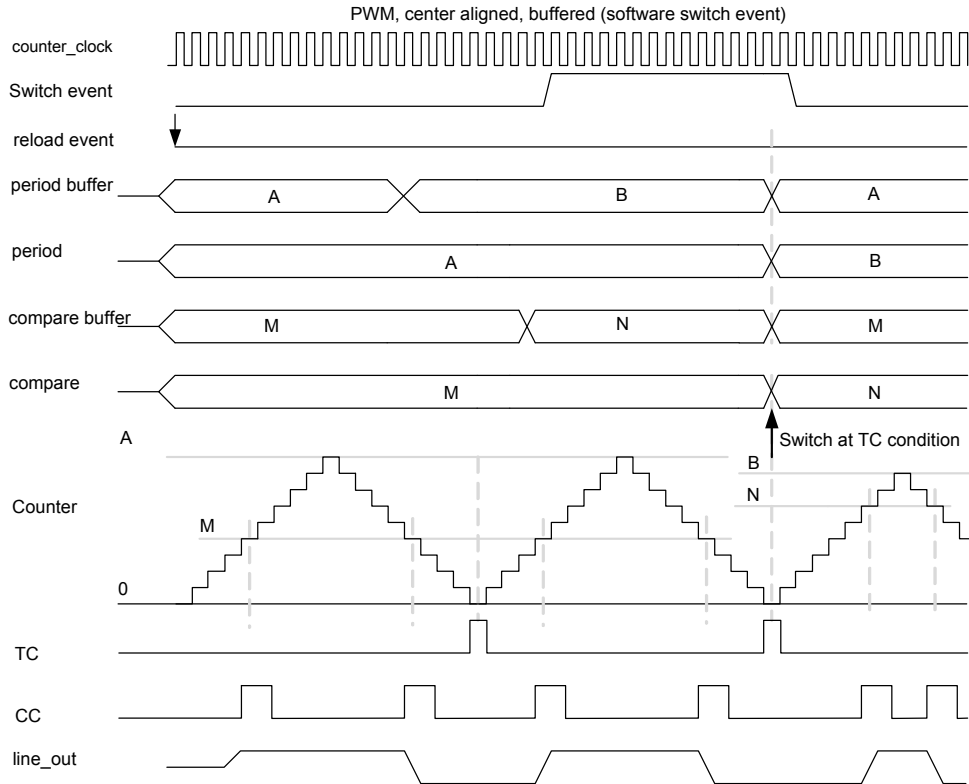 PWM, center aligned, buffered (software switch event)
counter_clock
Switch event
reload event
period buffer
A
B
A
period
A
B
compare buffer
M
N
M
compare
M
N
A
Switch at TC condition
B
Counter
N
M
0
TC
CC
line_out